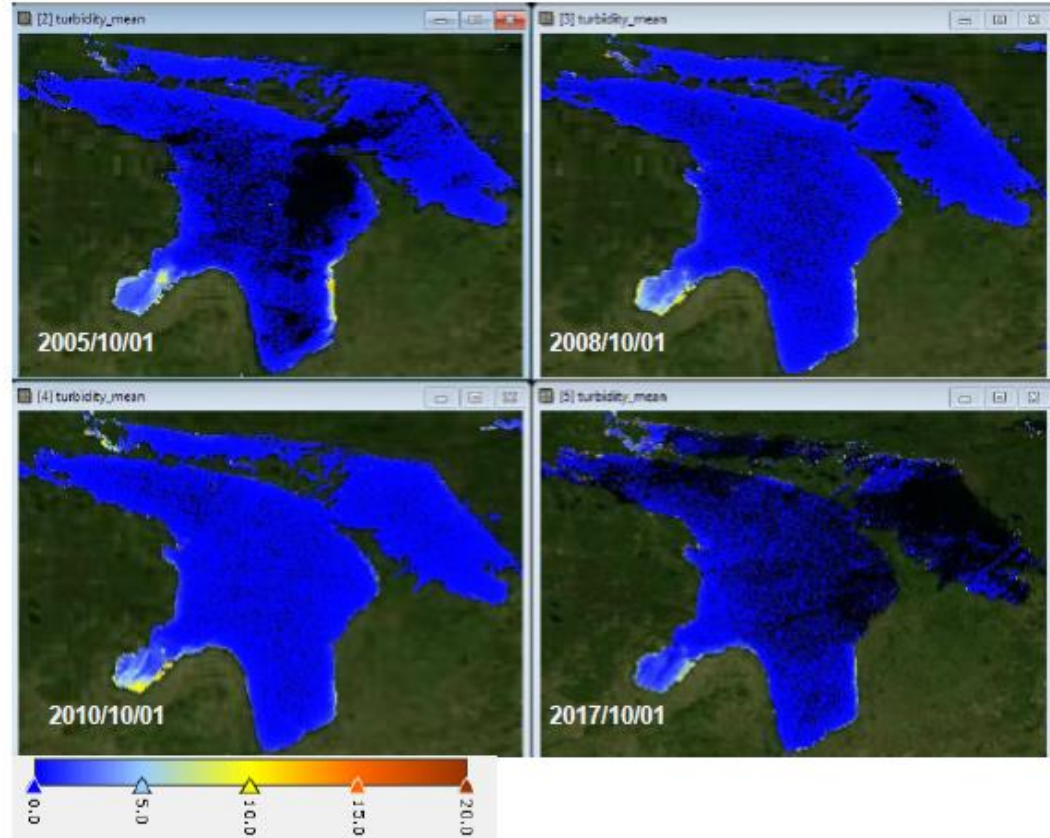 [2] turbidity_mean
[3] turbidity_mean
2005/10/01
2008/10/01
[4] turbidity_mean
[5] turbidity_mean
2010/10/01
2017/10/01
0.0
5.0
10.0
15.0
20.0